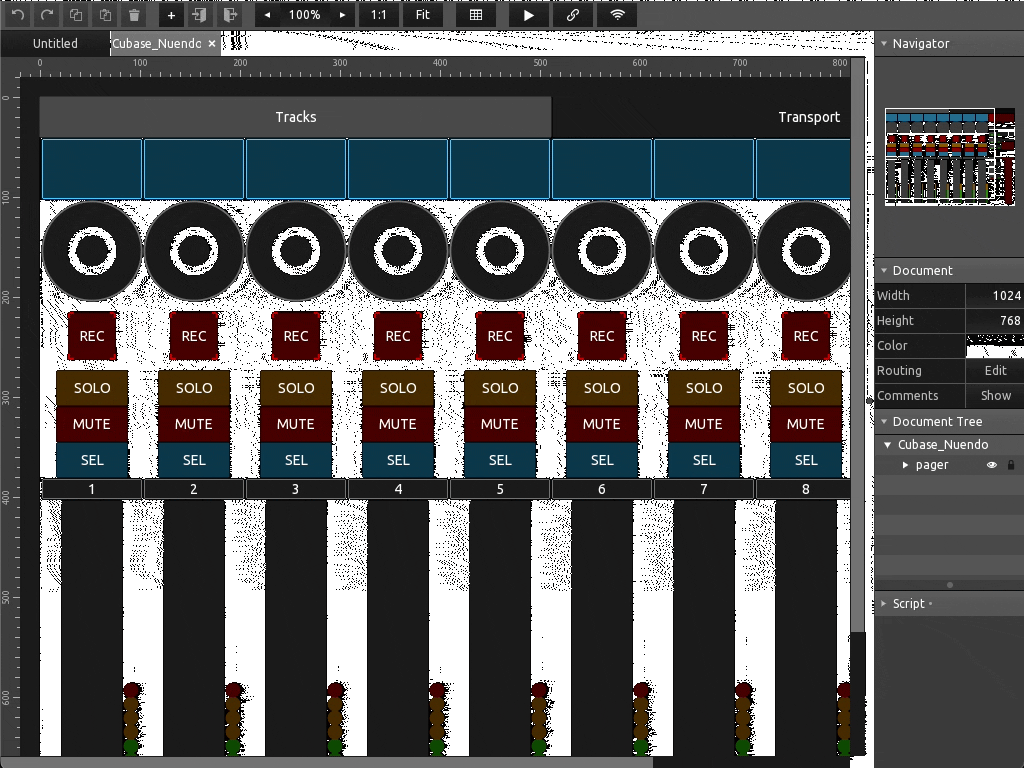 100% 1:1 Fit
Untitled Cubase_Nuendo ×
Navigator
0 100 200 300 400 500 600 700 800
0
Tracks Transport
100
200
REC REC REC REC REC REC REC REC
300
SOLO SOLO SOLO SOLO SOLO SOLO SOLO SOLO
MUTE MUTE MUTE MUTE MUTE MUTE MUTE MUTE
SEL SEL SEL SEL SEL SEL SEL SEL
1 2 3 4 5 6 7 8
400
500
600
Document
Width 1024
Height 768
Color
Routing Edit
Comments Show
Document Tree
Cubase_Nuendo
pager
Script